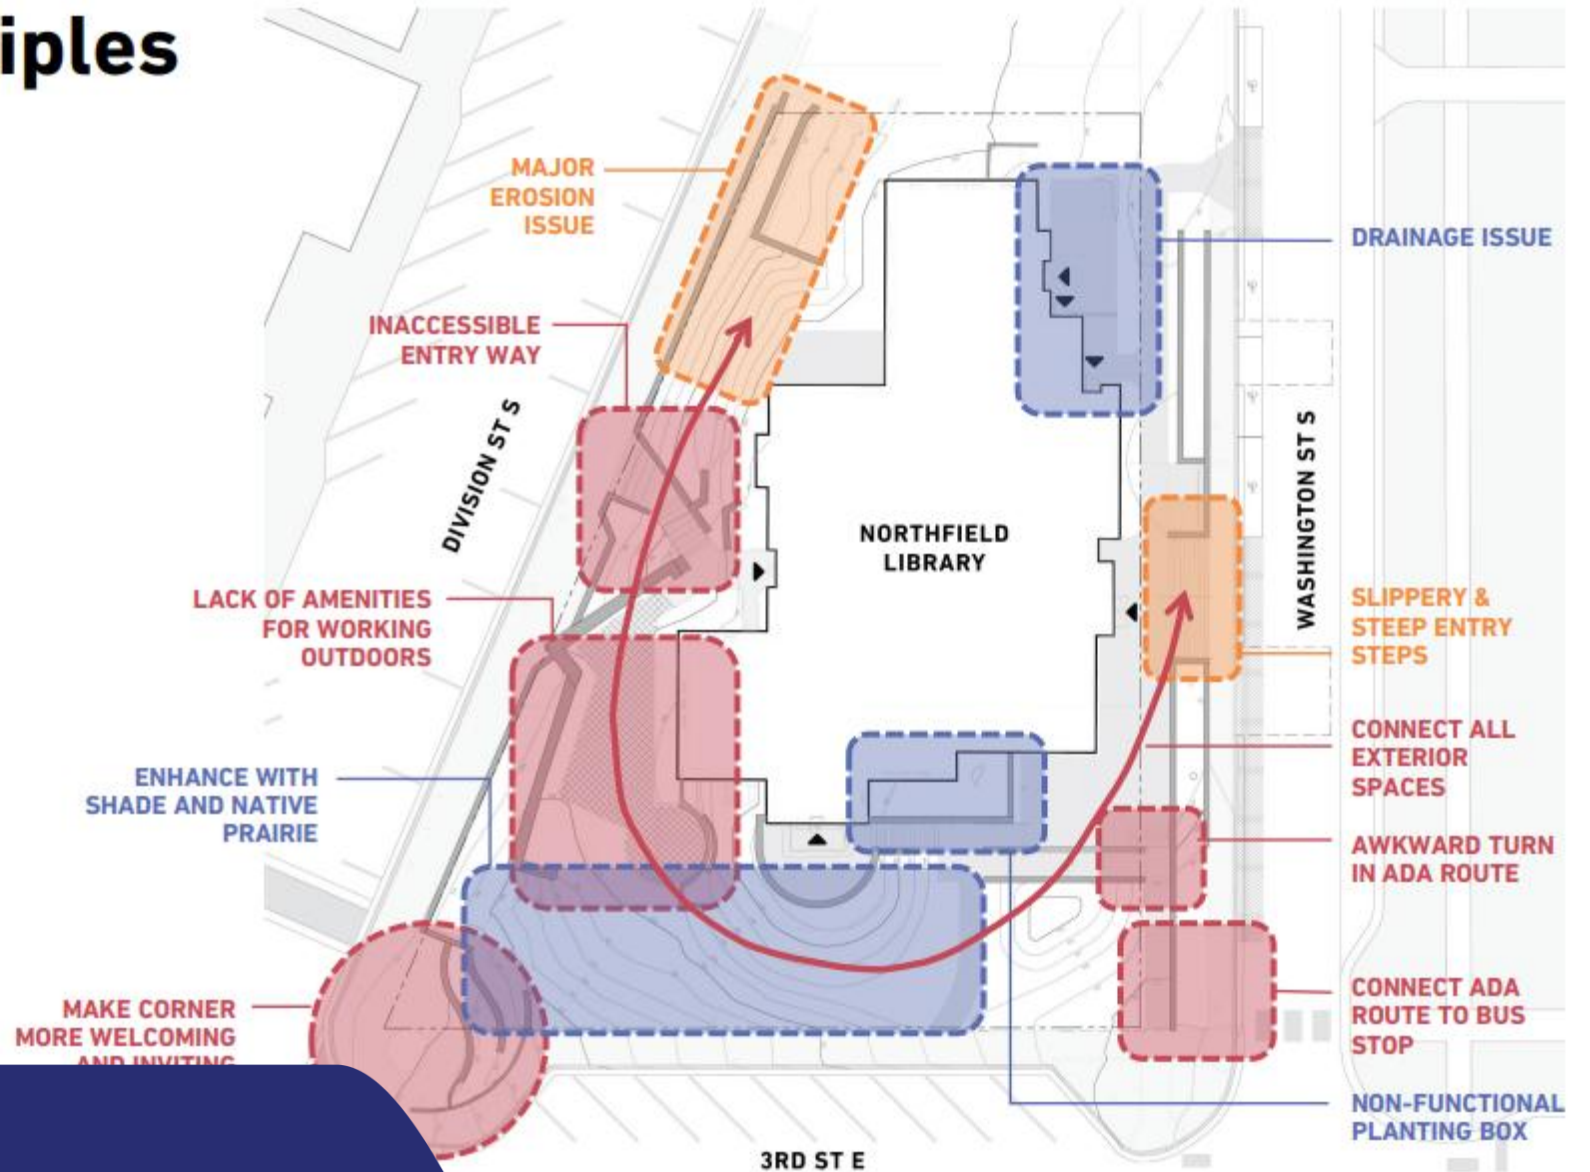 iples
MAJOR
EROSION
ISSUE
DRAINAGE ISSUE
INACCESSIBLE
ENTRY WAY
DIVISION ST S
NORTHFIELD
LIBRARY
WASHINGTON ST S
LACK OF AMENITIES
FOR WORKING
OUTDOORS
SLIPPERY &
STEEP ENTRY
STEPS
CONNECT ALL
EXTERIOR
SPACES
ENHANCE WITH
SHADE AND NATIVE
PRAIRIE
AWKWARD TURN
IN ADA ROUTE
MAKE CORNER
MORE WELCOMING
AND INVITING
CONNECT ADA
ROUTE TO BUS
STOP
NON-FUNCTIONAL
PLANTING BOX
3RD ST E